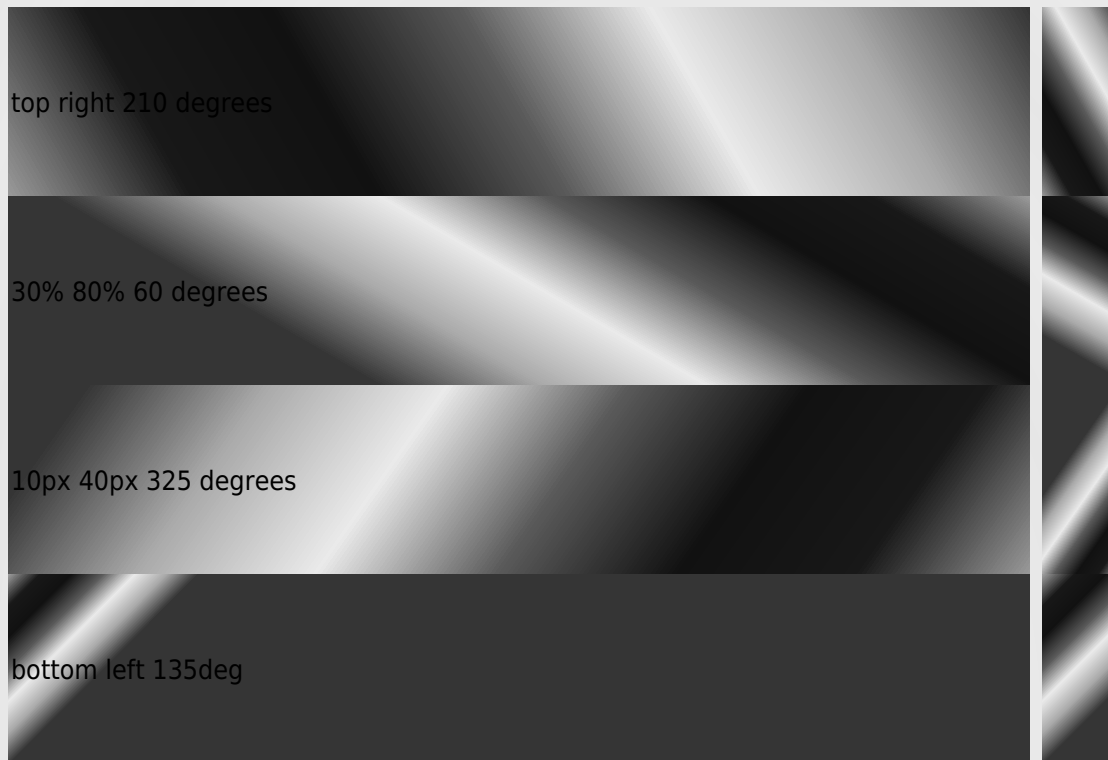 top right 210 degrees
30% 80% 60 degrees
10px 40px 325 degrees
bottom left 135deg